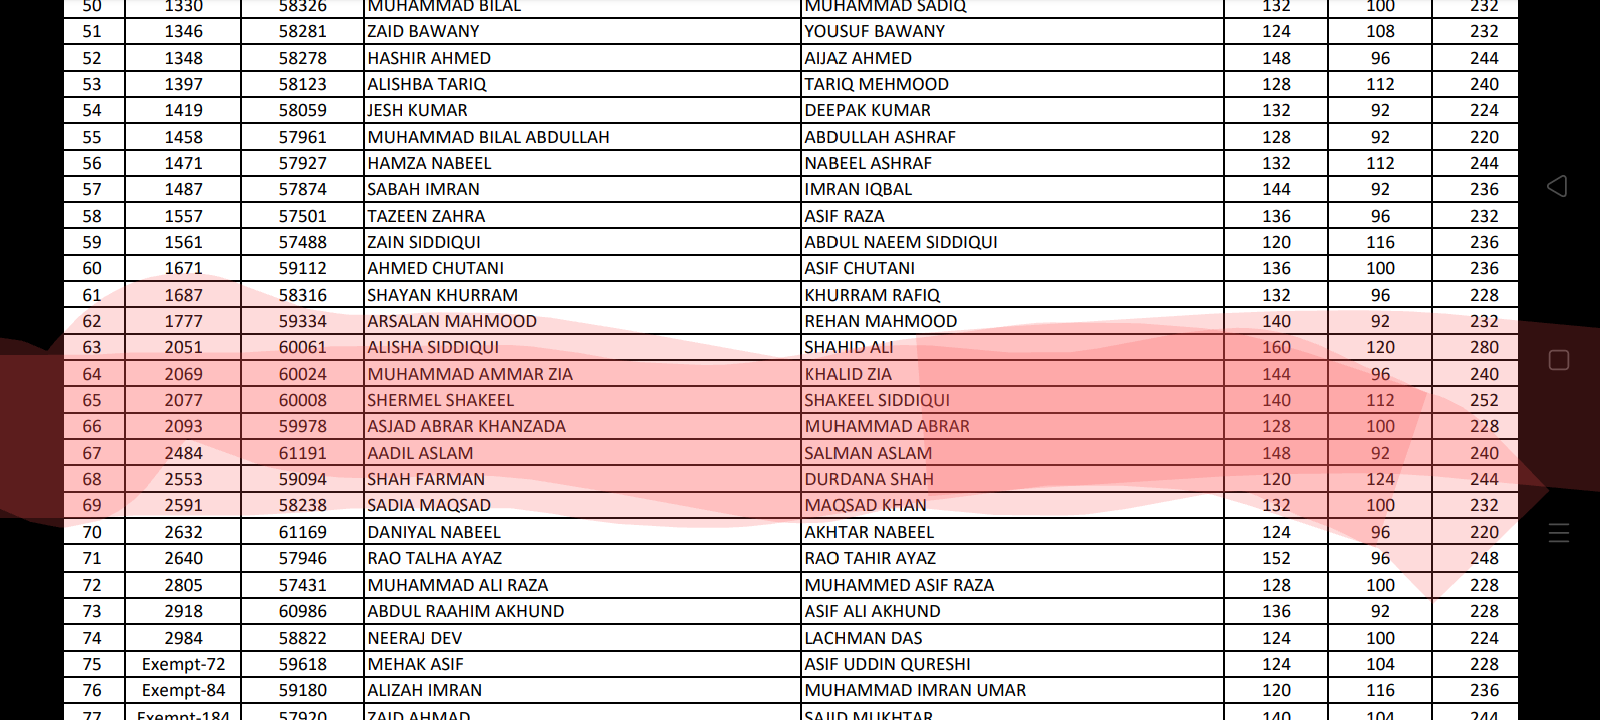 50 1330 58326 MUHAMMAD BILAL MUHAMMAD SADIQ 132 100 232
51 1346 58281 ZAID BAWANY YOUSUF BAWANY 124 108 232
52 1348 58278 HASHIR AHMED AIJAZ AHMED 148 96 244
53 1397 58123 ALISHBA TARIQ TARIQ MEHMOOD 128 112 240
54 1419 58059 JESH KUMAR DEEPAK KUMAR 132 92 224
55 1458 57961 MUHAMMAD BILAL ABDULLAH ABDULLAH ASHRAF 128 92 220
56 1471 57927 HAMZA NABEEL NABEEL ASHRAF 132 112 244
57 1487 57874 SABAH IMRAN IMRAN IQBAL 144 92 236
58 1557 57501 TAZEEN ZAHRA ASIF RAZA 136 96 232
59 1561 57488 ZAIN SIDDIQUI ABDUL NAEEM SIDDIQUI 120 116 236
60 1671 59112 AHMED CHUTANI ASIF CHUTANI 136 100 236
61 1687 58316 SHAYAN KHURRAM KHURRAM RAFIQ 132 96 228
62 1777 59334 ARSALAN MAHMOOD REHAN MAHMOOD 140 92 232
63 2051 60061 ALISHA SIDDIQUI SHAHID ALI 160 120 280
64 2069 60024 MUHAMMAD AMMAR ZIA KHALID ZIA 144 96 240
65 2077 60008 SHERMEL SHAKEEL SHAKEEL SIDDIQUI 140 112 252
66 2093 59978 ASJAD ABRAR KHANZADA MUHAMMAD ABRAR 128 100 228
67 2484 61191 AADIL ASLAM SALMAN ASLAM 148 92 240
68 2553 59094 SHAH FARMAN DURDANA SHAH 120 124 244
69 2591 58238 SADIA MAQSAD MAQSAD KHAN 132 100 232
70 2632 61169 DANIYAL NABEEL AKHTAR NABEEL 124 96 220
71 2640 57946 RAO TALHA AYAZ RAO TAHIR AYAZ 152 96 248
72 2805 57431 MUHAMMAD ALI RAZA MUHAMMED ASIF RAZA 128 100 228
73 2918 60986 ABDUL RAAHIM AKHUND ASIF ALI AKHUND 136 92 228
74 2984 58822 NEERAJ DEV LACHMAN DAS 124 100 224
75 Exempt-72 59618 MEHAK ASIF ASIF UDDIN QURESHI 124 104 228
76 Exempt-84 59180 ALIZAH IMRAN MUHAMMAD IMRAN UMAR 120 116 236
77 Exempt-184 57920 ZAID AHMAD SAJID MUKHTAR 140 104 244